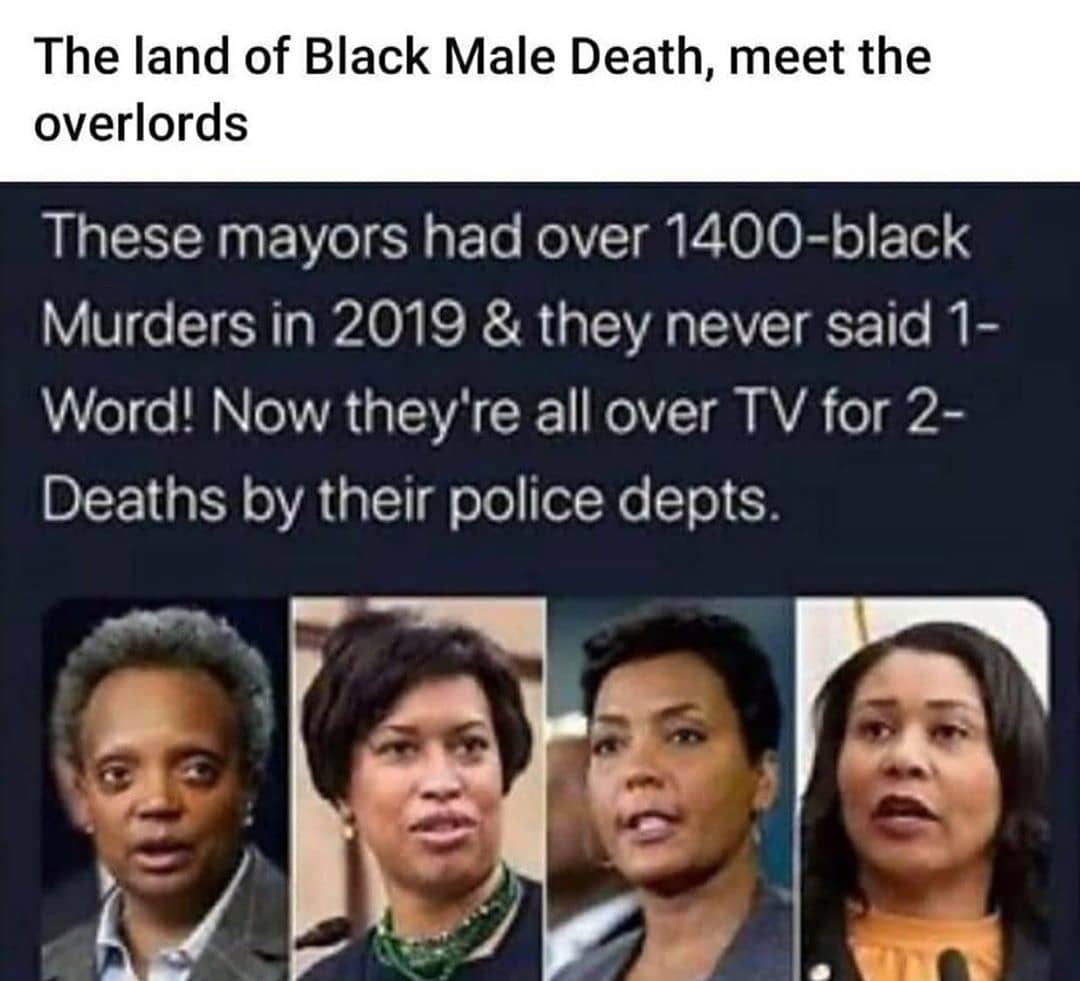 The land of Black Male Death, meet the
overlords
These mayors had over 1400-black
Murders in 2019 & they never said 1-
Word! Now they're all over TV for 2-
Deaths by their police depts.